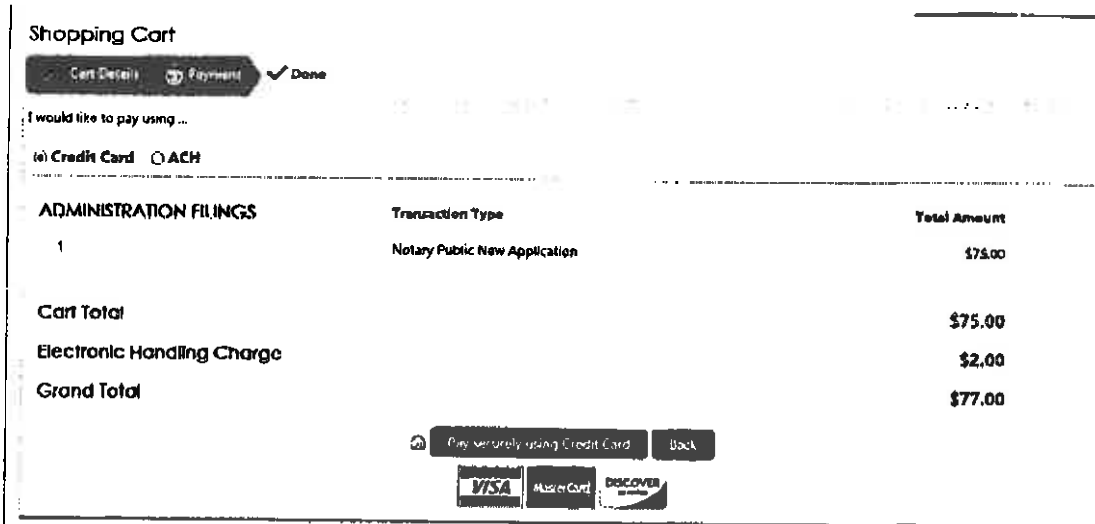 Shopping Cart
Cart Details Payment Done
I would like to pay using ...
Credit Card ACH
ADMINISTRATION FILINGS Transaction Type Total Amount
1 Notary Public New Application $75.00
Cart Total $75.00
Electronic Handling Charge $2.00
Grand Total $77.00
Pay securely using Credit Card Back
VISA MasterCard DISCOVER